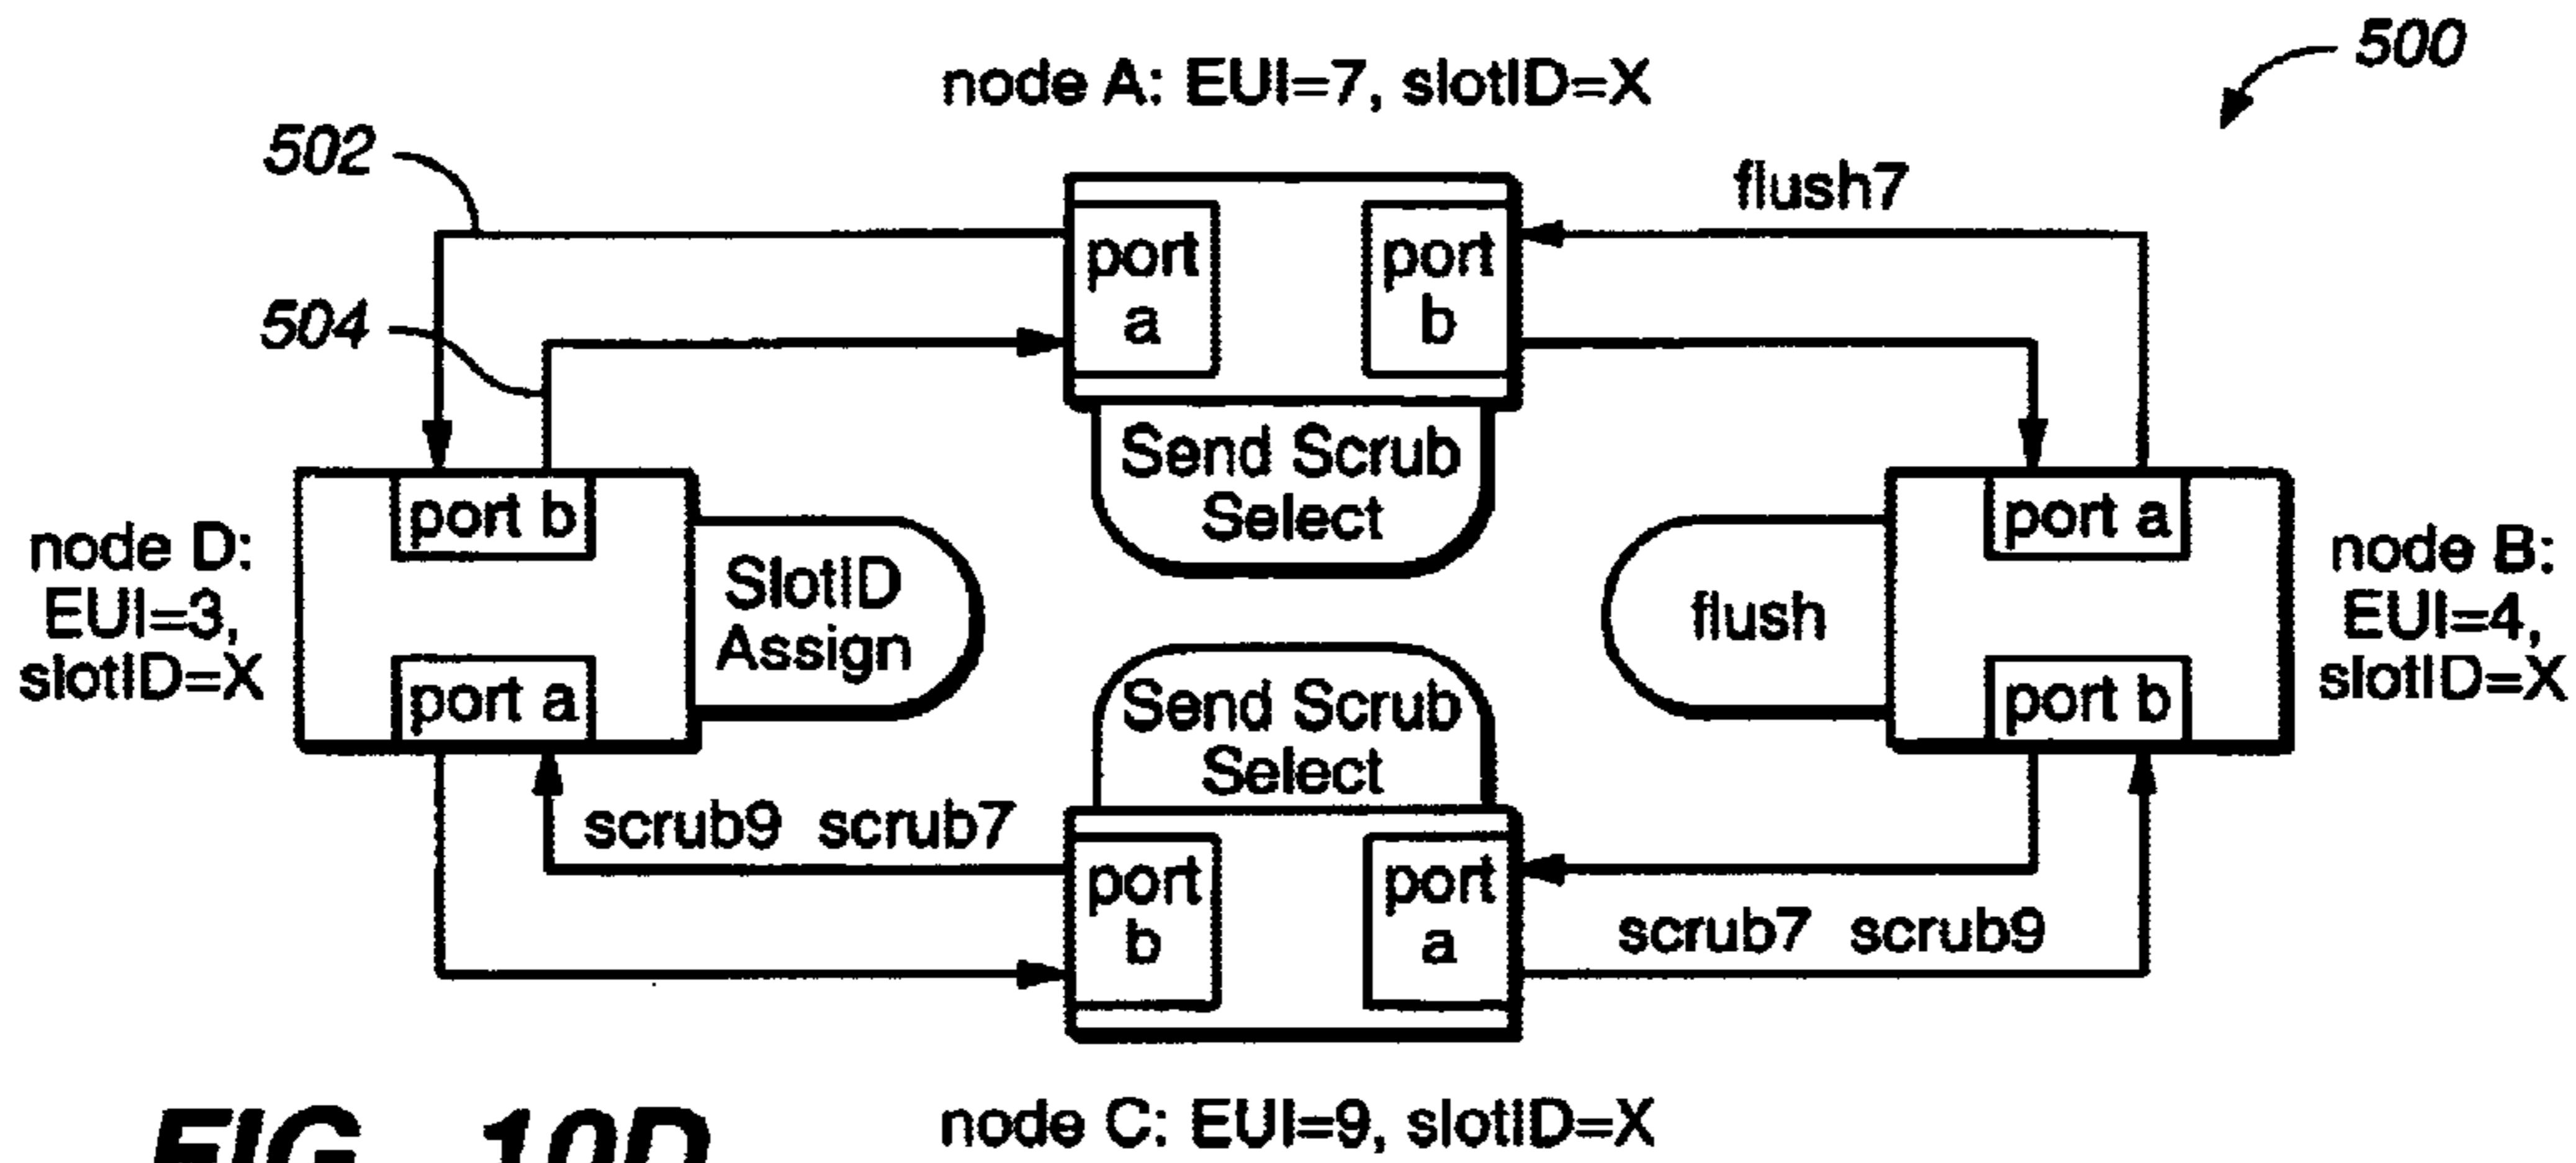 500
node A: EUI=7, slotID=X
502
flush7
port
a
port
b
504
Send Scrub
Select
port b
SlotID
Assign
port a
node D:
EUI=3,
slotID=X
flush
port a
port b
node B:
EUI=4,
slotID=X
Send Scrub
Select
scrub9 scrub7
port
b
port
a
scrub7 scrub9
node C: EUI=9, slotID=X
FIG. 10D